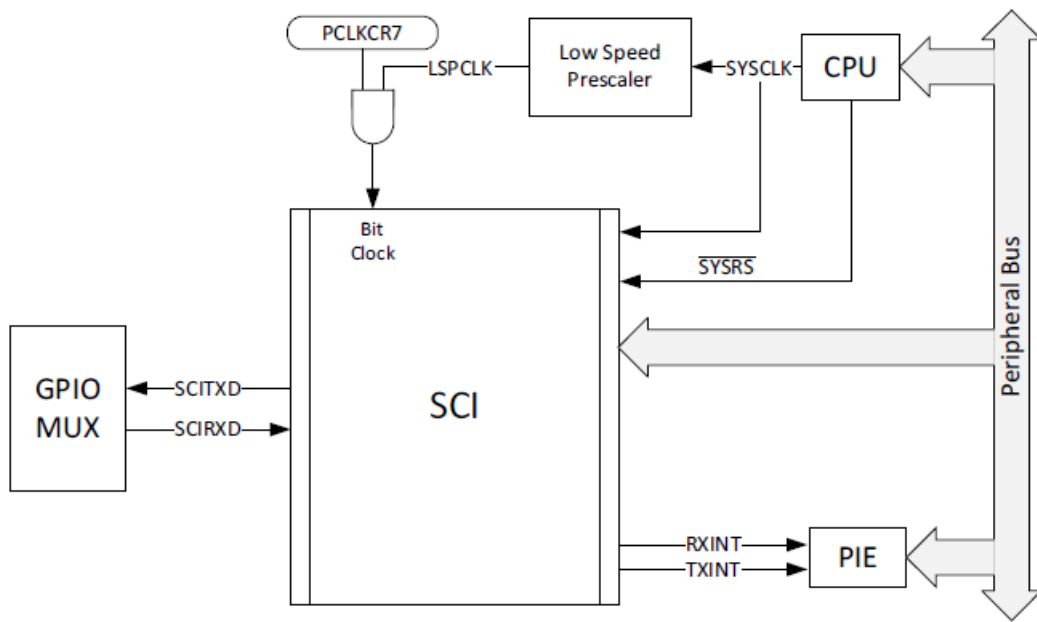 PCLKCR7
LSPCLK
Low Speed
Prescaler
SYSCLK
CPU
Bit
Clock
SYSRS
Peripheral Bus
GPIO
MUX
SCITXD
SCIRXD
SCI
RXINT
TXINT
PIE